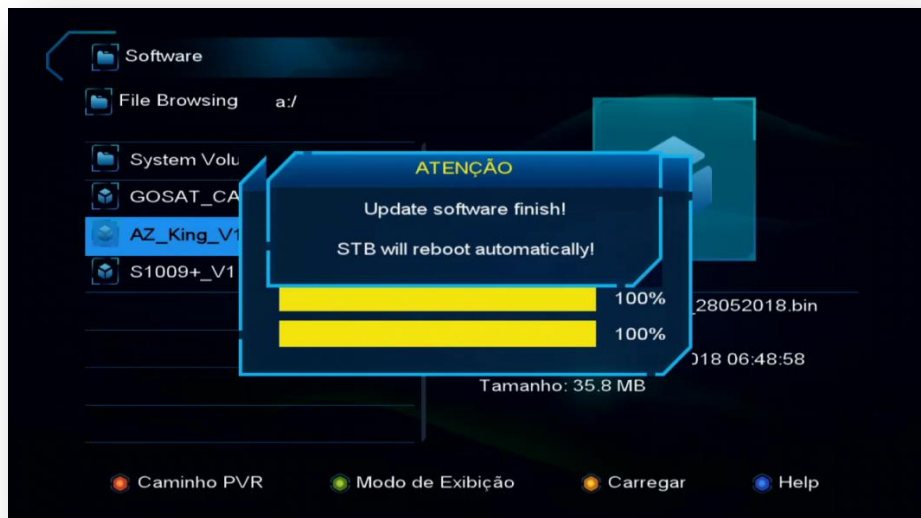 Software
File Browsing a:/
System Volu
GOSAT_CA
AZ_King_V1
S1009+_V1
ATENÇÃO
Update software finish!
STB will reboot automatically!
100%
100%
_28052018.bin
018 06:48:58
Tamanho: 35.8 MB
Caminho PVR Modo de Exibição Carregar Help